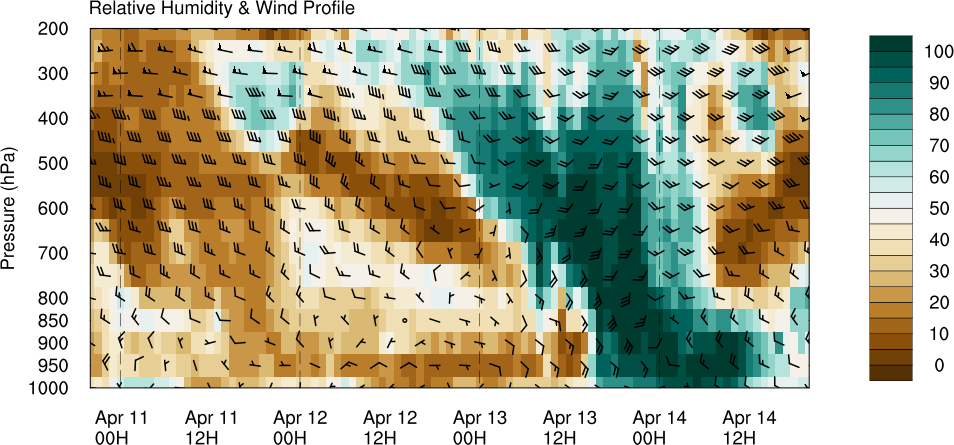 Relative Humidity & Wind Profile
200
300
400
500
600
700
800
850
900
950
1000
Pressure (hPa)
Apr 11 00H
Apr 11 12H
Apr 12 00H
Apr 12 12H
Apr 13 00H
Apr 13 12H
Apr 14 00H
Apr 14 12H
100
90
80
70
60
50
40
30
20
10
0